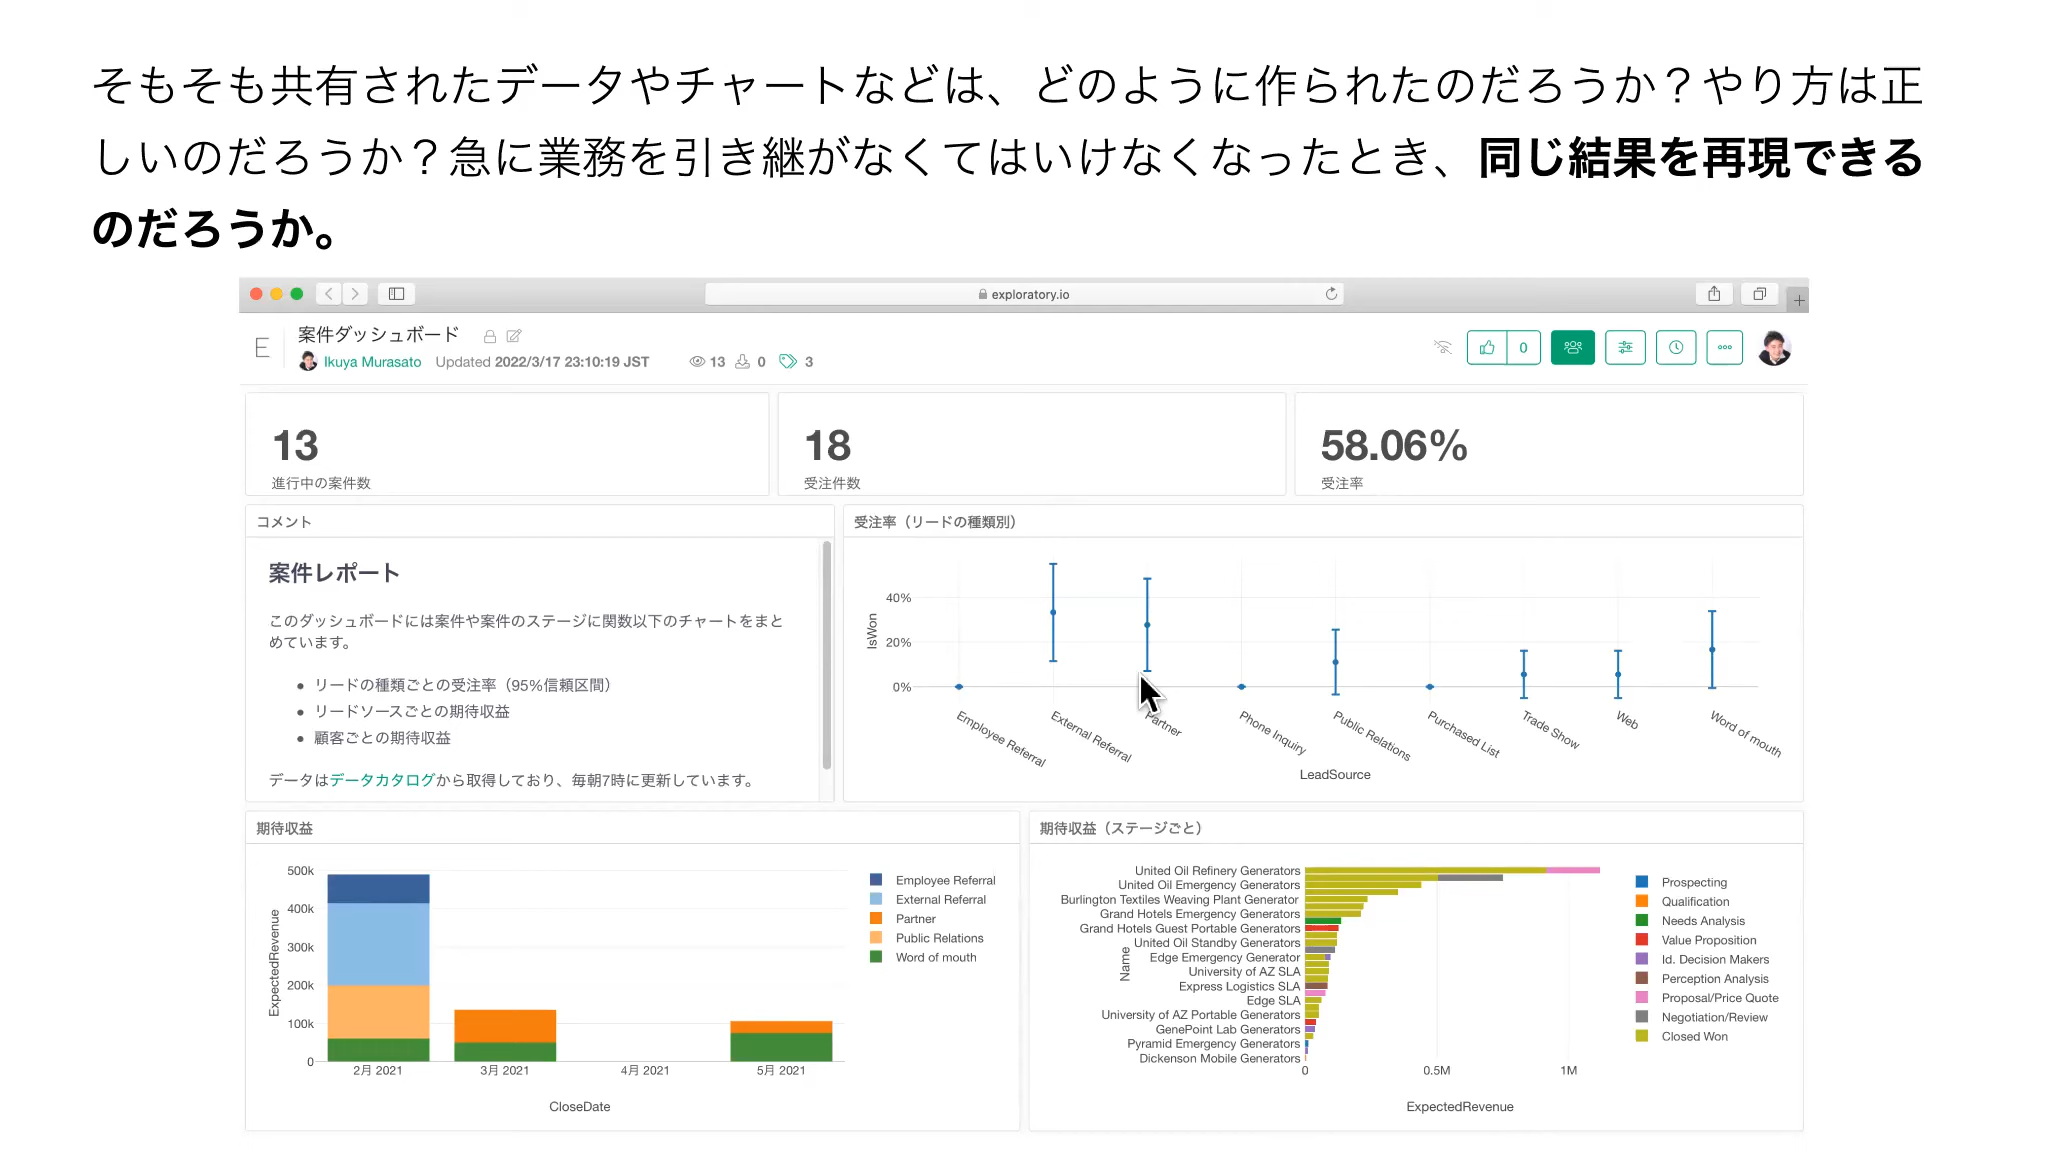 そもそも共有されたデータやチャートなどは、どのように作られたのだろうか？やり方は正
しいのだろうか？急に業務を引き継がなくてはいけなくなったとき、同じ結果を再現できる
のだろうか。
exploratory.io
E
案件ダッシュボード
Ikuya Murasato Updated 2022/3/17 23:10:19 JST 13 0 3
0
13
進行中の案件数
18
受注件数
58.06%
受注率
コメント
案件レポート
このダッシュボードには案件や案件のステージに関数以下のチャートをまと
めています。
リードの種類ごとの受注率（95%信頼区間）
リードソースごとの期待収益
顧客ごとの期待収益
データはデータカタログから取得しており、毎朝7時に更新しています。
受注率（リードの種類別）
IsWon
40%
20%
0%
Employee Referral
External Referral
Partner
Phone Inquiry
Public Relations
Purchased List
Trade Show
Web
Word of mouth
LeadSource
期待収益
ExpectedRevenue
500k
400k
300k
200k
100k
0
2月 2021
3月 2021
4月 2021
5月 2021
CloseDate
Employee Referral
External Referral
Partner
Public Relations
Word of mouth
期待収益（ステージごと）
Name
United Oil Refinery Generators
United Oil Emergency Generators
Burlington Textiles Weaving Plant Generator
Grand Hotels Emergency Generators
Grand Hotels Guest Portable Generators
United Oil Standby Generators
Edge Emergency Generator
University of AZ SLA
Express Logistics SLA
Edge SLA
University of AZ Portable Generators
GenePoint Lab Generators
Pyramid Emergency Generators
Dickenson Mobile Generators
0
0.5M
1M
ExpectedRevenue
Prospecting
Qualification
Needs Analysis
Value Proposition
Id. Decision Makers
Perception Analysis
Proposal/Price Quote
Negotiation/Review
Closed Won